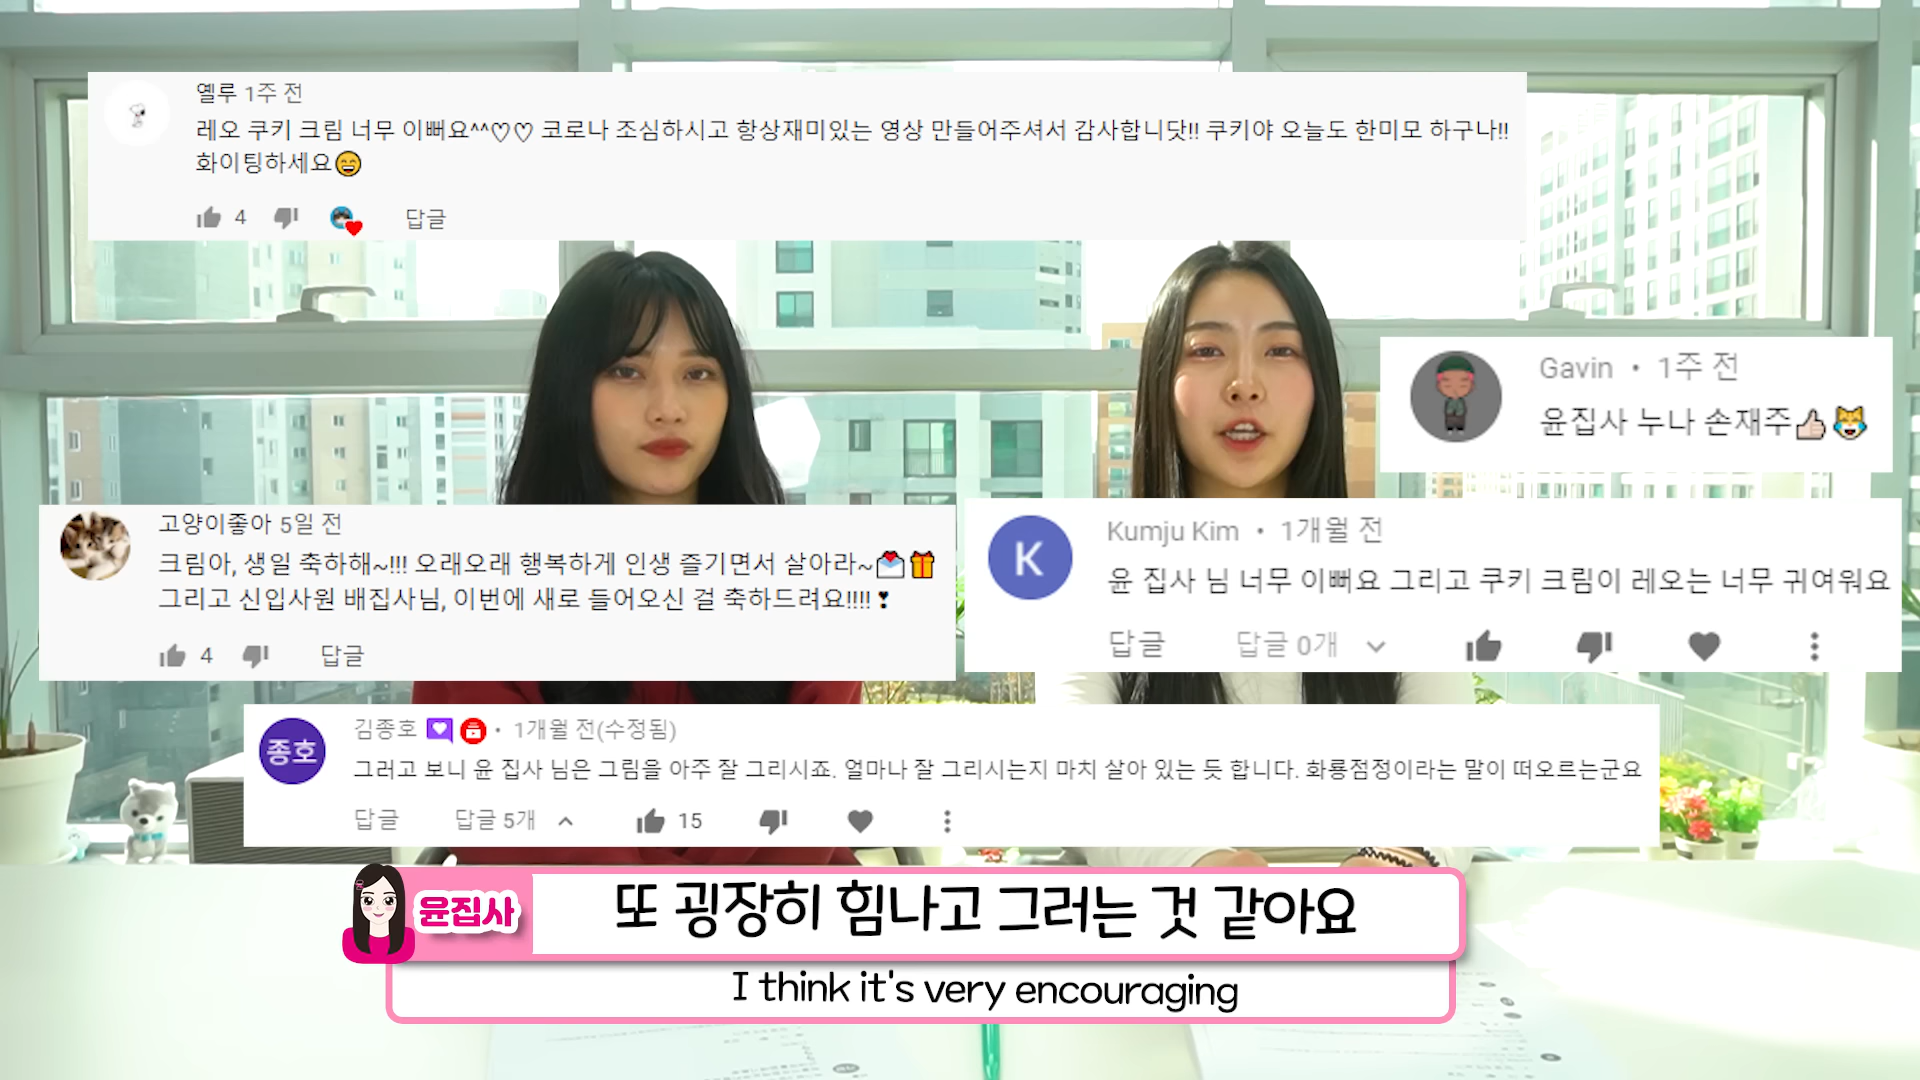 옐루 1주 전
레오 쿠키 크림 너무 이뻐요^^♡♡ 코로나 조심하시고 항상재미있는 영상 만들어주셔서 감사합니닷!! 쿠키야 오늘도 한미모 하구나!!
화이팅하세요😄
4 답글
Gavin • 1주 전
윤집사 누나 손재주👍🏻😹
고양이좋아 5일 전
크림아, 생일 축하해~!!! 오래오래 행복하게 인생 즐기면서 살아라~💌🎁
그리고 신입사원 배집사님, 이번에 새로 들어오신 걸 축하드려요!!!!❣
4 답글
K
Kumju Kim • 1개월 전
윤 집사 님 너무 이뻐요 그리고 쿠키 크림이 레오는 너무 귀여워요
답글 답글 0개
종호
김종호 • 1개월 전(수정됨)
그러고 보니 윤 집사 님은 그림을 아주 잘 그리시죠. 얼마나 잘 그리시는지 마치 살아 있는 듯 합니다. 화룡점정이라는 말이 떠오르는군요
답글 답글 5개 15
윤집사
또 굉장히 힘나고 그러는 것 같아요
I think it's very encouraging